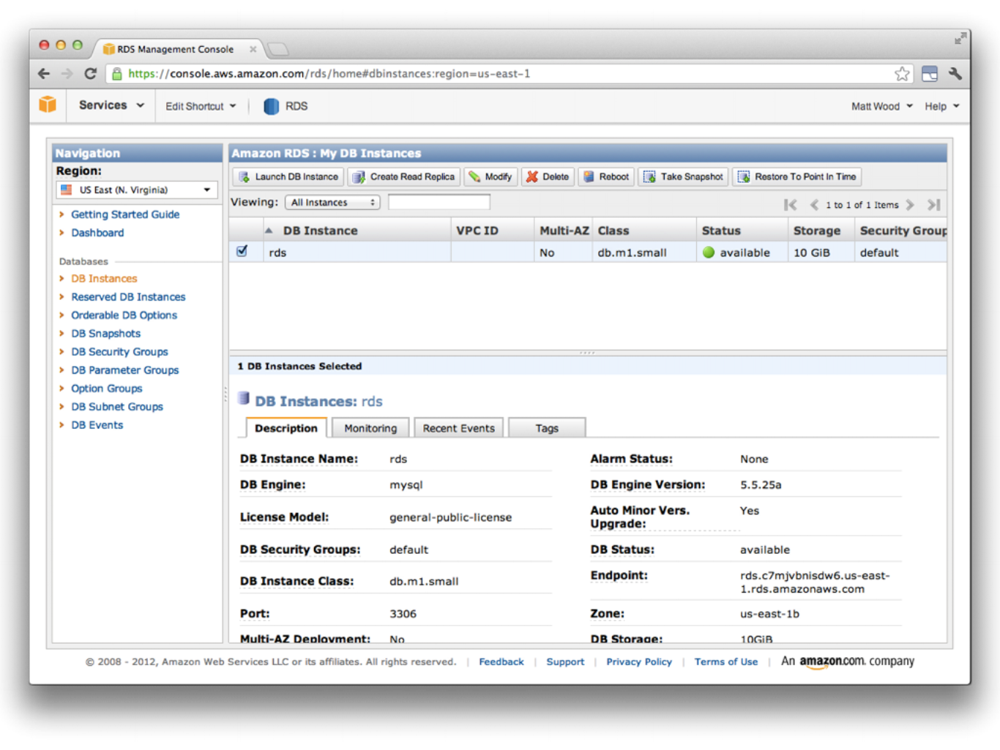 RDS Management Console
https://console.aws.amazon.com/rds/home#dbinstances:region=us-east-1
Services Edit Shortcut RDS Matt Wood Help
Navigation
Region:
US East (N. Virginia)
Getting Started Guide
Dashboard
Databases
DB Instances
Reserved DB Instances
Orderable DB Options
DB Snapshots
DB Security Groups
DB Parameter Groups
Option Groups
DB Subnet Groups
DB Events
Amazon RDS : My DB Instances
Launch DB Instance Create Read Replica Modify Delete Reboot Take Snapshot Restore To Point In Time
Viewing: All Instances 1 to 1 of 1 Items
DB Instance VPC ID Multi-AZ Class Status Storage Security Group
rds No db.m1.small available 10 GiB default
1 DB Instances Selected
DB Instances: rds
Description Monitoring Recent Events Tags
DB Instance Name: rds Alarm Status: None
DB Engine: mysql DB Engine Version: 5.5.25a
License Model: general-public-license Auto Minor Vers. Yes
Upgrade:
DB Security Groups: default DB Status: available
DB Instance Class: db.m1.small Endpoint: rds.c7mjvbnisdw6.us-east-
1.rds.amazonaws.com
Port: 3306 Zone: us-east-1b
Multi-AZ Deployment: No DB Storage: 10GiB
© 2008 - 2012, Amazon Web Services LLC or its affiliates. All rights reserved. | Feedback | Support | Privacy Policy | Terms of Use | An amazon.com. company